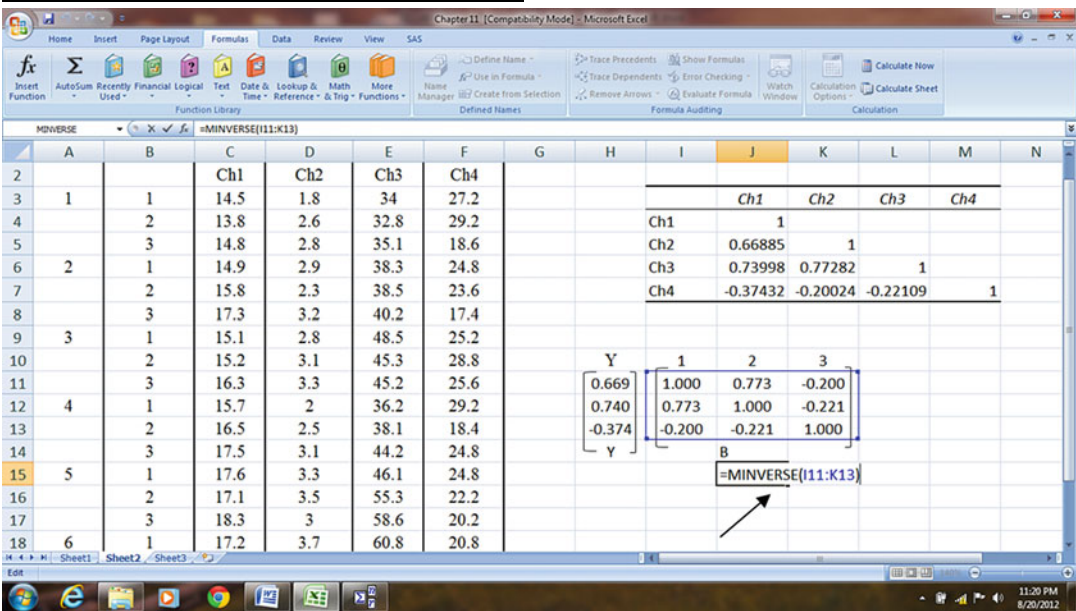 Chapter 11 [Compatibility Mode] - Microsoft Excel
Home Insert Page Layout Formulas Data Review View SAS
fx Insert Function
Σ AutoSum
Recently Used
Financial
Logical
Text
Date & Time
Lookup & Reference
Math & Trig
More Functions
Function Library
Name Manager
Define Name
Use in Formula
Create from Selection
Defined Names
Trace Precedents
Trace Dependents
Remove Arrows
Show Formulas
Error Checking
Evaluate Formula
Watch Window
Formula Auditing
Calculation Options
Calculate Now
Calculate Sheet
Calculation
MINVERSE fx =MINVERSE(I11:K13)
A B C D E F G H I J K L M N
2 Ch1 Ch2 Ch3 Ch4
3 1 1 14.5 1.8 34 27.2 Ch1 Ch2 Ch3 Ch4
4 2 13.8 2.6 32.8 29.2 Ch1 1
5 3 14.8 2.8 35.1 18.6 Ch2 0.66885 1
6 2 1 14.9 2.9 38.3 24.8 Ch3 0.73998 0.77282 1
7 2 15.8 2.3 38.5 23.6 Ch4 -0.37432 -0.20024 -0.22109 1
8 3 17.3 3.2 40.2 17.4
9 3 1 15.1 2.8 48.5 25.2
10 2 15.2 3.1 45.3 28.8 Y 1 2 3
11 3 16.3 3.3 45.2 25.6 0.669 1.000 0.773 -0.200
12 4 1 15.7 2 36.2 29.2 0.740 0.773 1.000 -0.221
13 2 16.5 2.5 38.1 18.4 -0.374 -0.200 -0.221 1.000
14 3 17.5 3.1 44.2 24.8 Y B
15 5 1 17.6 3.3 46.1 24.8 =MINVERSE(I11:K13)
16 2 17.1 3.5 55.3 22.2
17 3 18.3 3 58.6 20.2
18 6 1 17.2 3.7 60.8 20.8
Sheet1 Sheet2 Sheet3
Edit
11:20 PM
8/20/2012